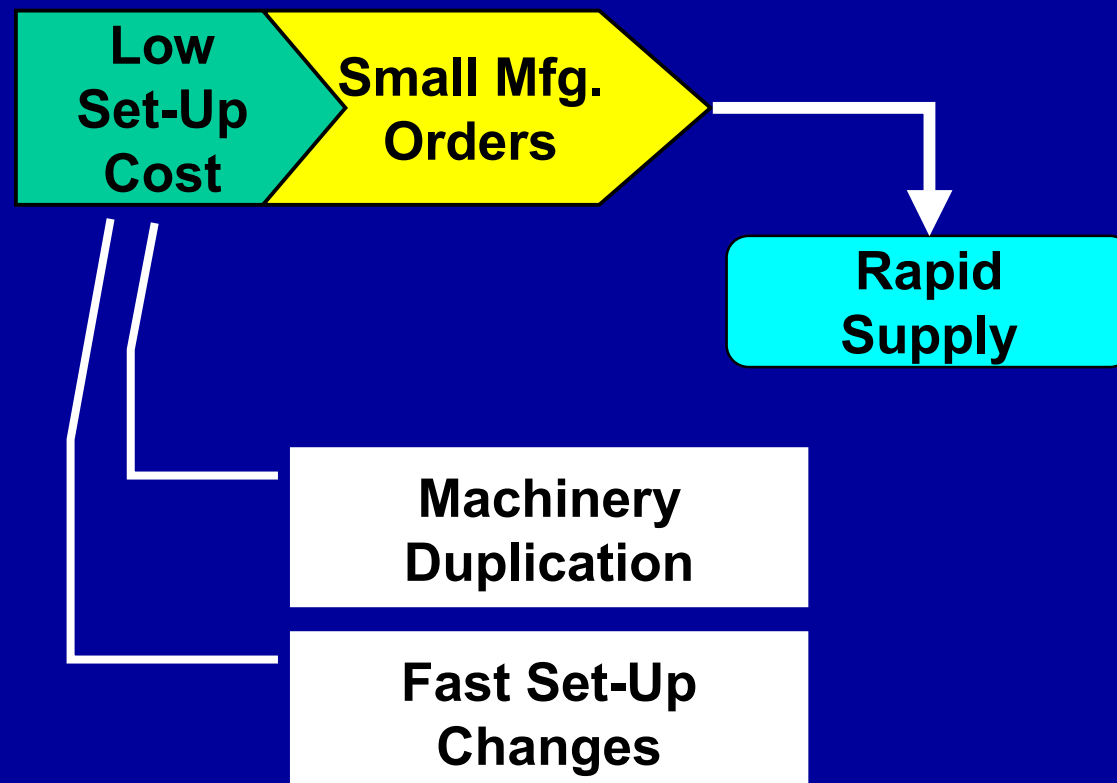 Low
Set-Up
Cost
Small Mfg.
Orders
Rapid
Supply
Machinery
Duplication
Fast Set-Up
Changes